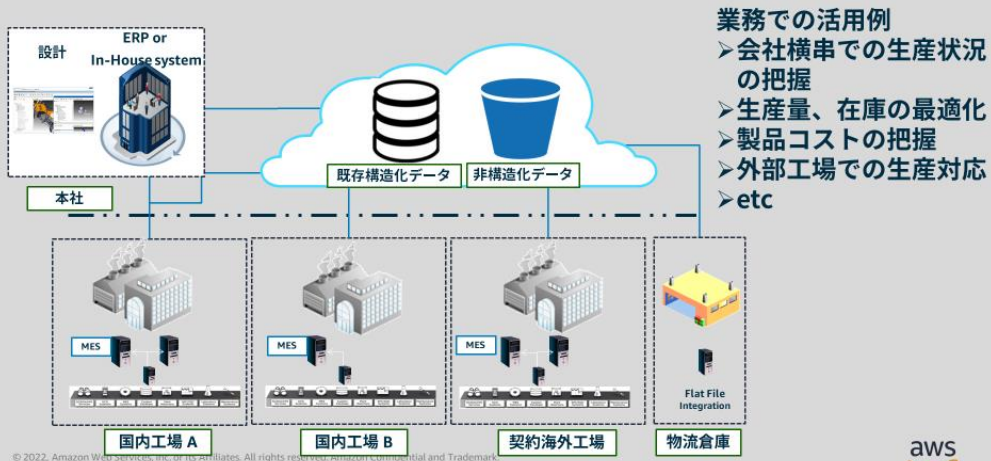 設計
ERP or
In-House system
本社
既存構造化データ
非構造化データ
業務での活用例
➢会社横串での生産状況
の把握
➢生産量、在庫の最適化
➢製品コストの把握
➢外部工場での生産対応
➢etc
MES
国内工場 A
MES
国内工場 B
MES
契約海外工場
Flat File
Integration
物流倉庫
© 2022, Amazon Web Services, Inc. or its Affiliates. All rights reserved. Amazon Confidential and Trademark.
aws